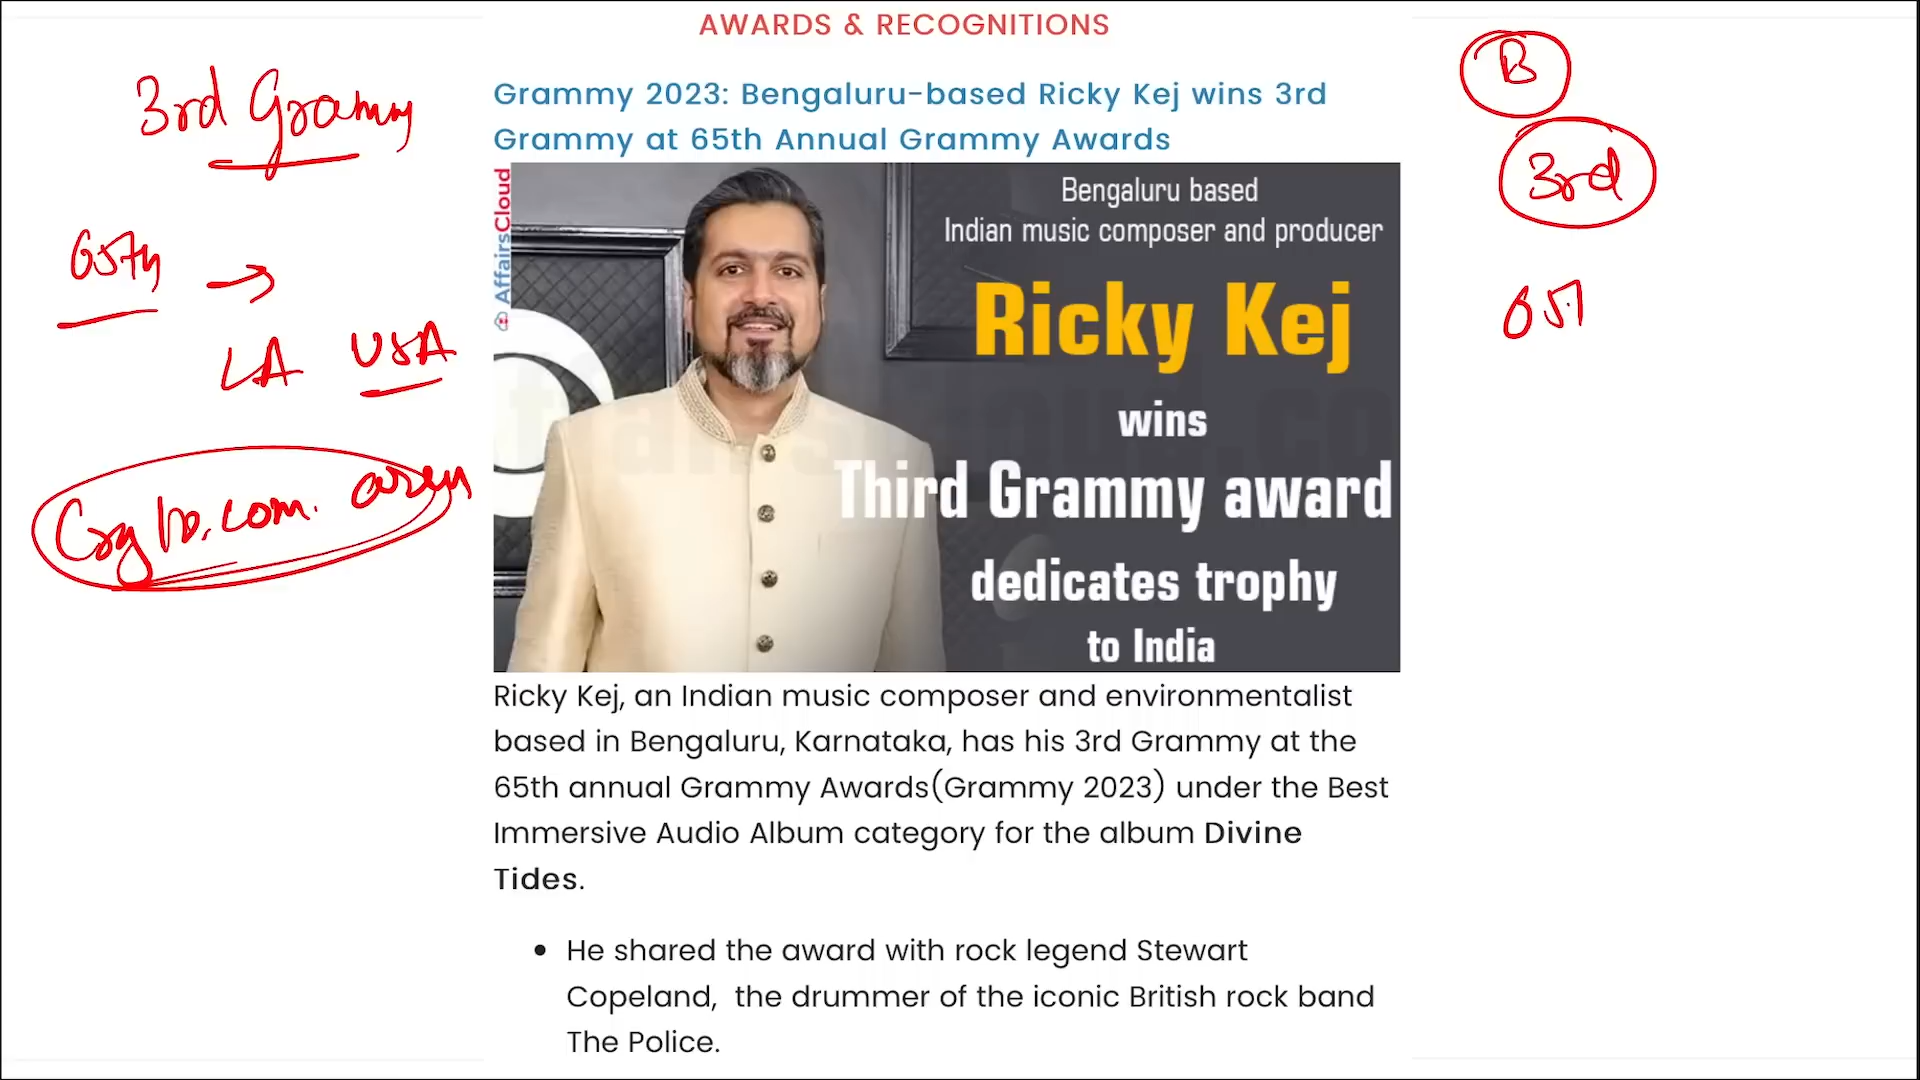 AWARDS & RECOGNITIONS
Grammy 2023: Bengaluru-based Ricky Kej wins 3rd
Grammy at 65th Annual Grammy Awards
AffairsCloud
Bengaluru based
Indian music composer and producer
Ricky Kej
wins
Third Grammy award
dedicates trophy
to India
Ricky Kej, an Indian music composer and environmentalist
based in Bengaluru, Karnataka, has his 3rd Grammy at the
65th annual Grammy Awards(Grammy 2023) under the Best
Immersive Audio Album category for the album Divine
Tides.
• He shared the award with rock legend Stewart
Copeland, the drummer of the iconic British rock band
The Police.
3rd Grammy
65th →
LA USA
.com.
B
3rd